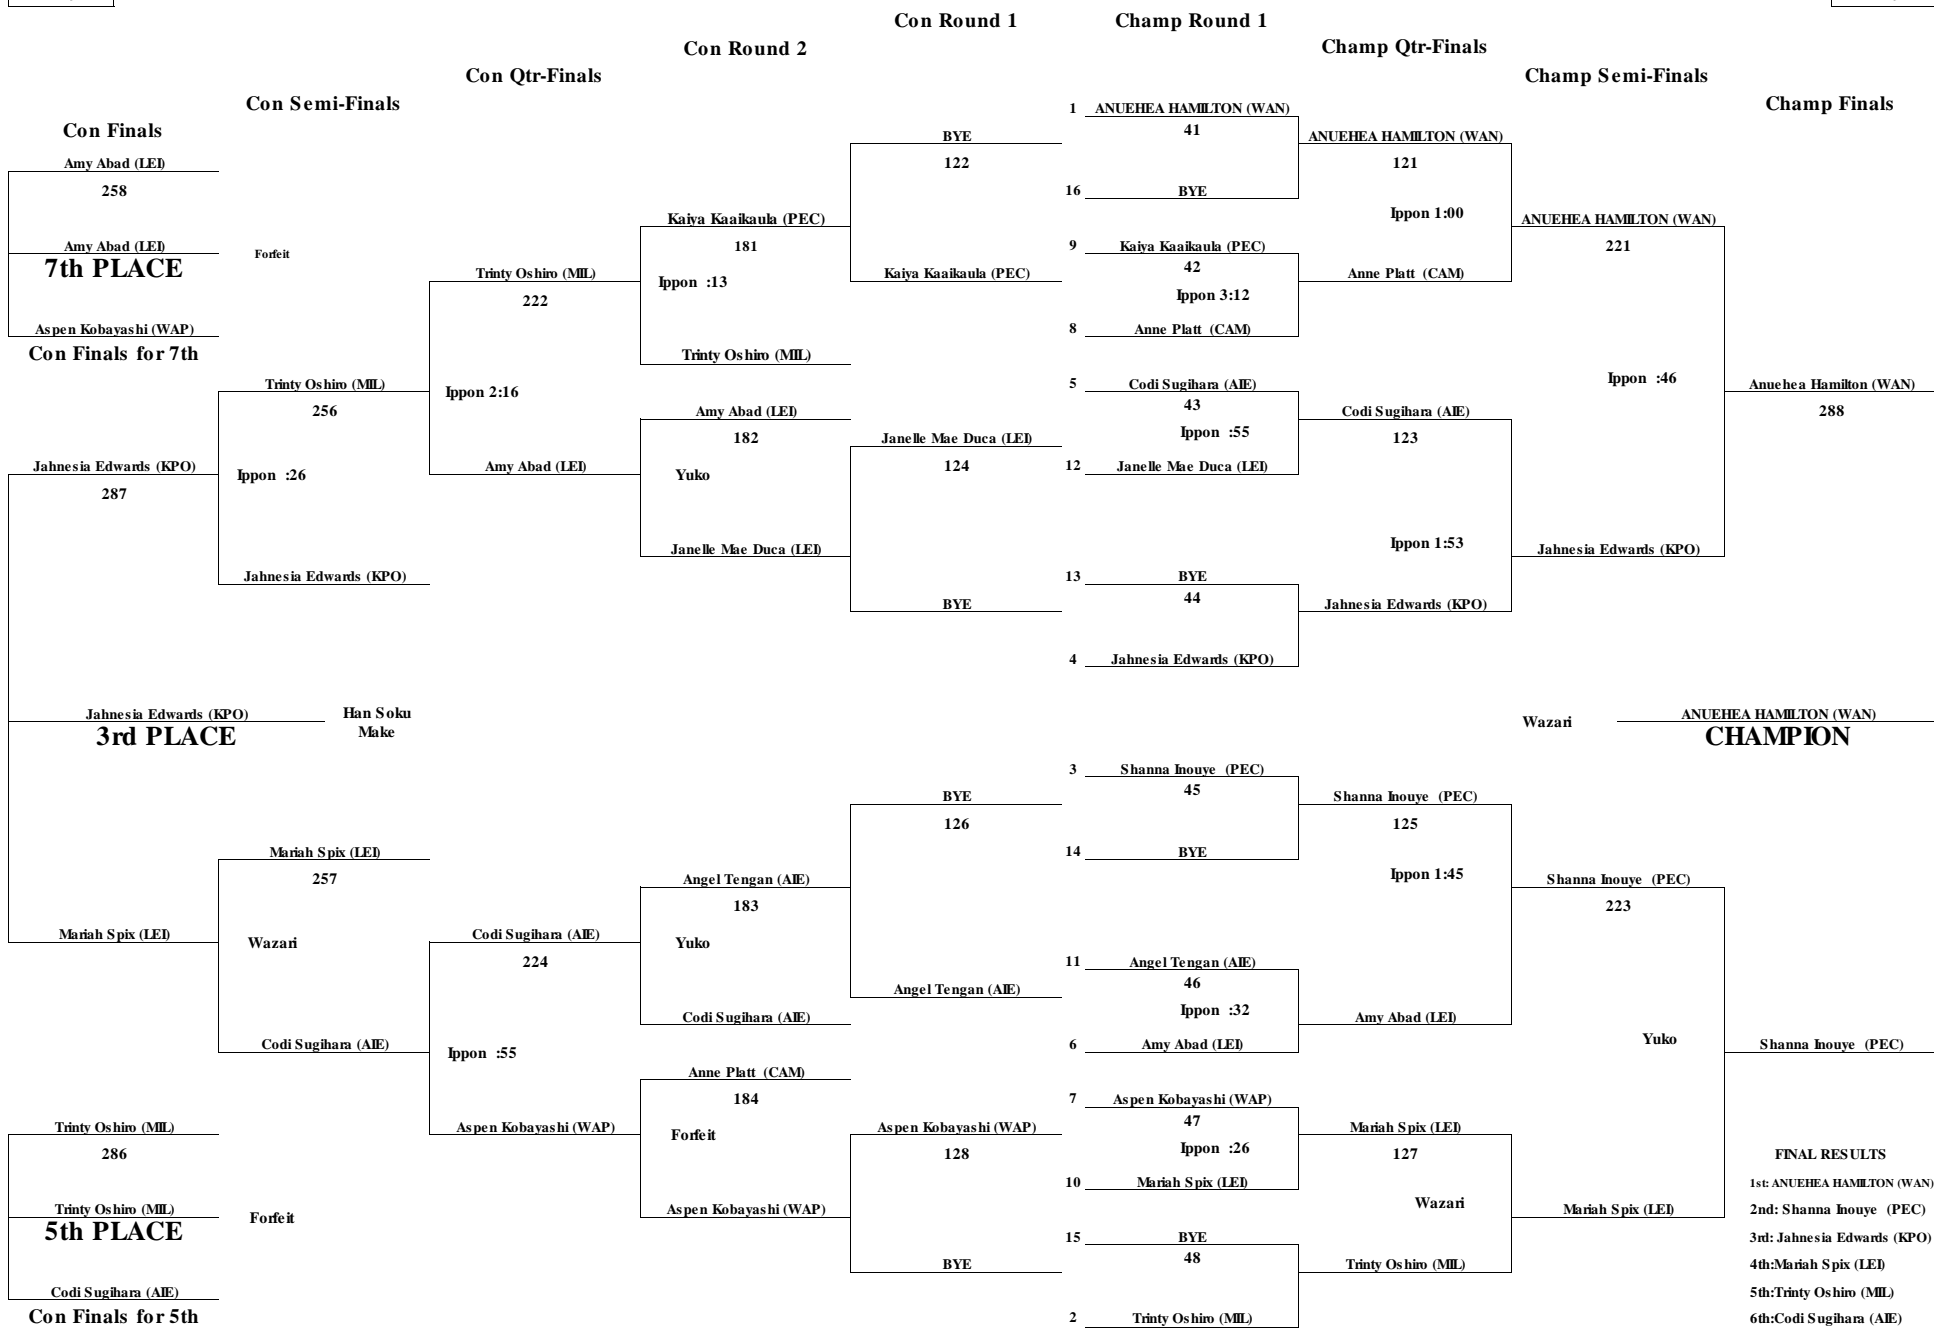 Con Round 1
Champ Round 1
Con Round 2
Champ Qtr-Finals
Con Qtr-Finals
Champ Semi-Finals
Con Semi-Finals
Champ Finals
Con Finals
Amy Abad (LEI)
258
Amy Abad (LEI)
7th PLACE
Forfeit
Aspen Kobayashi (WAP)
Con Finals for 7th
Jahnesia Edwards (KPO)
287
Jahnesia Edwards (KPO)
3rd PLACE
Han Soku
Make
Mariah Spix (LEI)
Trinty Oshiro (MIL)
286
Trinty Oshiro (MIL)
5th PLACE
Forfeit
Codi Sugihara (AIE)
Con Finals for 5th
Trinty Oshiro (MIL)
256
Ippon :26
Jahnesia Edwards (KPO)
Mariah Spix (LEI)
257
Wazari
Codi Sugihara (AIE)
Trinty Oshiro (MIL)
222
Ippon 2:16
Amy Abad (LEI)
Codi Sugihara (AIE)
224
Ippon :55
Aspen Kobayashi (WAP)
Kaiya Kaaikaula (PEC)
181
Ippon :13
Trinty Oshiro (MIL)
Amy Abad (LEI)
182
Yuko
Janelle Mae Duca (LEI)
Angel Tengan (AIE)
183
Yuko
Codi Sugihara (AIE)
Anne Platt (CAM)
184
Forfeit
Aspen Kobayashi (WAP)
BYE
122
Kaiya Kaaikaula (PEC)
Janelle Mae Duca (LEI)
124
BYE
BYE
126
Angel Tengan (AIE)
Aspen Kobayashi (WAP)
128
BYE
1 ANUEHEA HAMILTON (WAN)
41
16 BYE
9 Kaiya Kaaikaula (PEC)
42
Ippon 3:12
8 Anne Platt (CAM)
5 Codi Sugihara (AIE)
43
Ippon :55
12 Janelle Mae Duca (LEI)
13 BYE
44
4 Jahnesia Edwards (KPO)
3 Shanna Inouye (PEC)
45
14 BYE
11 Angel Tengan (AIE)
46
Ippon :32
6 Amy Abad (LEI)
7 Aspen Kobayashi (WAP)
47
Ippon :26
10 Mariah Spix (LEI)
15 BYE
48
2 Trinty Oshiro (MIL)
ANUEHEA HAMILTON (WAN)
121
Ippon 1:00
Anne Platt (CAM)
Codi Sugihara (AIE)
123
Ippon 1:53
Jahnesia Edwards (KPO)
Shanna Inouye (PEC)
125
Ippon 1:45
Amy Abad (LEI)
Mariah Spix (LEI)
127
Wazari
Trinty Oshiro (MIL)
ANUEHEA HAMILTON (WAN)
221
Ippon :46
Jahnesia Edwards (KPO)
Shanna Inouye (PEC)
223
Yuko
Mariah Spix (LEI)
Anuehea Hamilton (WAN)
288
Wazari
ANUEHEA HAMILTON (WAN)
CHAMPION
Shanna Inouye (PEC)
FINAL RESULTS
1st: ANUEHEA HAMILTON (WAN)
2nd: Shanna Inouye (PEC)
3rd: Jahnesia Edwards (KPO)
4th:Mariah Spix (LEI)
5th:Trinty Oshiro (MIL)
6th:Codi Sugihara (AIE)